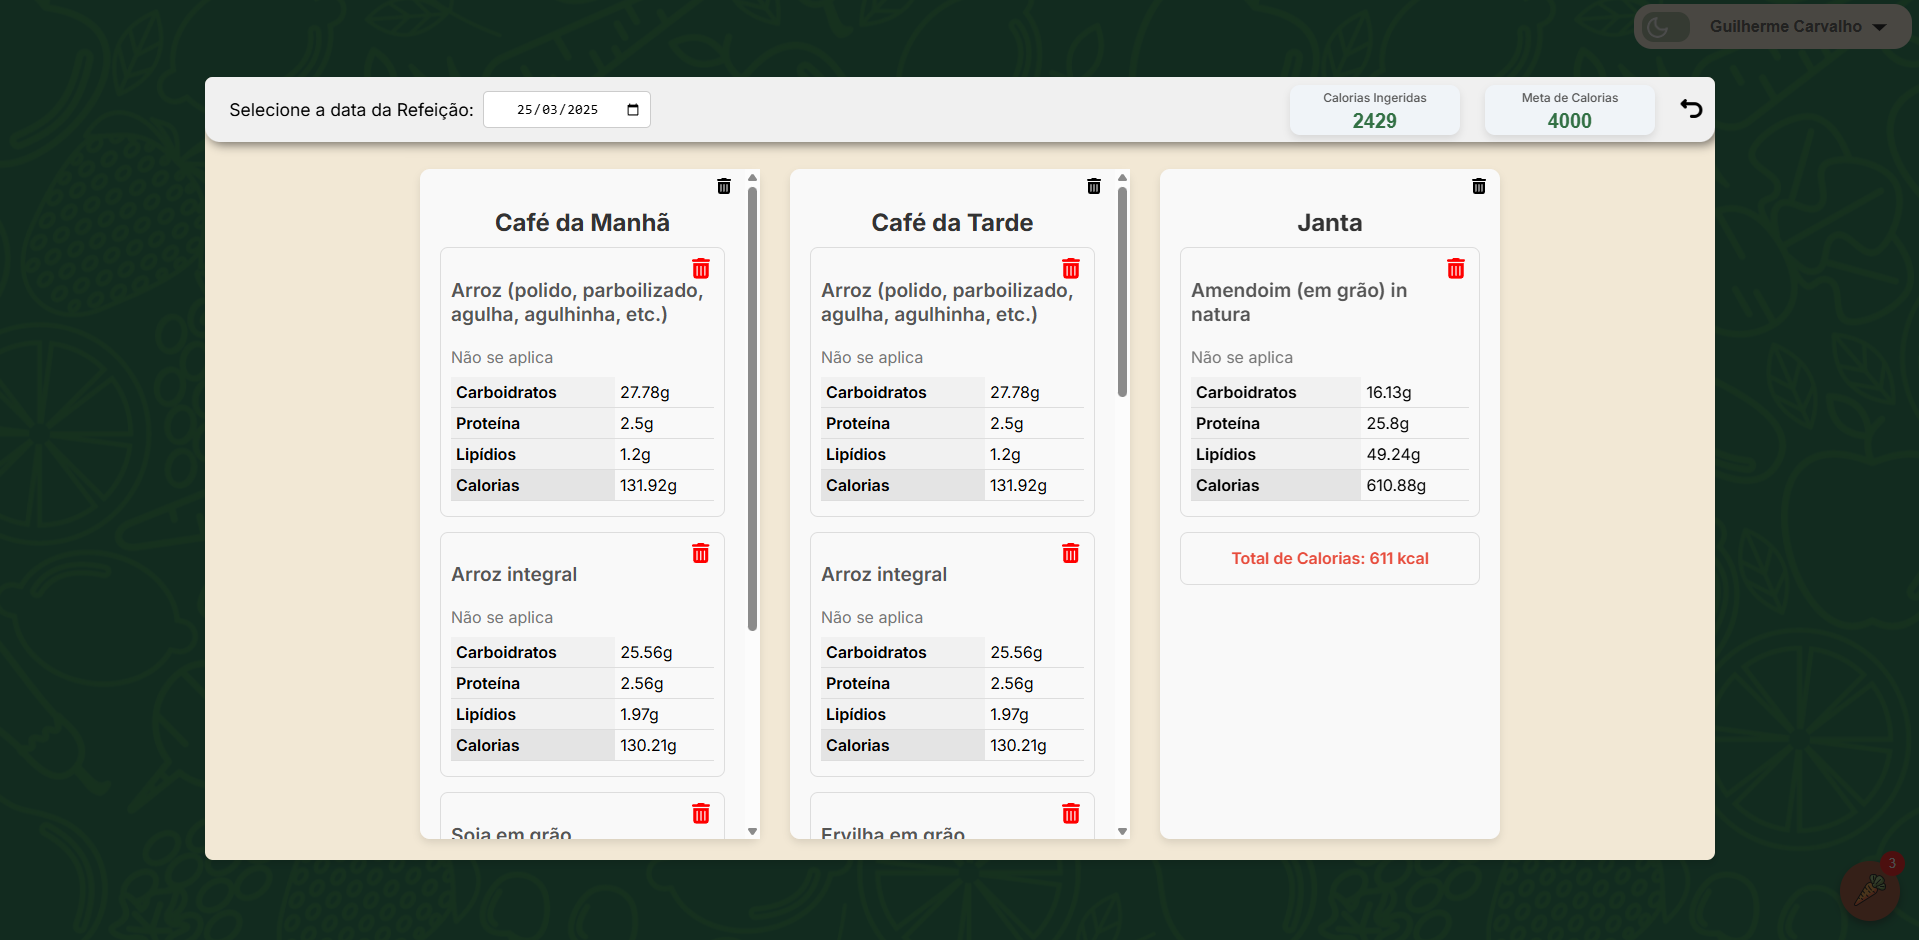 Guilherme Carvalho
Selecione a data da Refeição:
25/03/2025
Calorias Ingeridas
2429
Meta de Calorias
4000
Café da Manhã
Arroz (polido, parboilizado,
agulha, agulhinha, etc.)
Não se aplica
Carboidratos 27.78g
Proteína 2.5g
Lipídios 1.2g
Calorias 131.92g
Arroz integral
Não se aplica
Carboidratos 25.56g
Proteína 2.56g
Lipídios 1.97g
Calorias 130.21g
Soja em grão
Café da Tarde
Arroz (polido, parboilizado,
agulha, agulhinha, etc.)
Não se aplica
Carboidratos 27.78g
Proteína 2.5g
Lipídios 1.2g
Calorias 131.92g
Arroz integral
Não se aplica
Carboidratos 25.56g
Proteína 2.56g
Lipídios 1.97g
Calorias 130.21g
Ervilha em grão
Janta
Amendoim (em grão) in
natura
Não se aplica
Carboidratos 16.13g
Proteína 25.8g
Lipídios 49.24g
Calorias 610.88g
Total de Calorias: 611 kcal
3